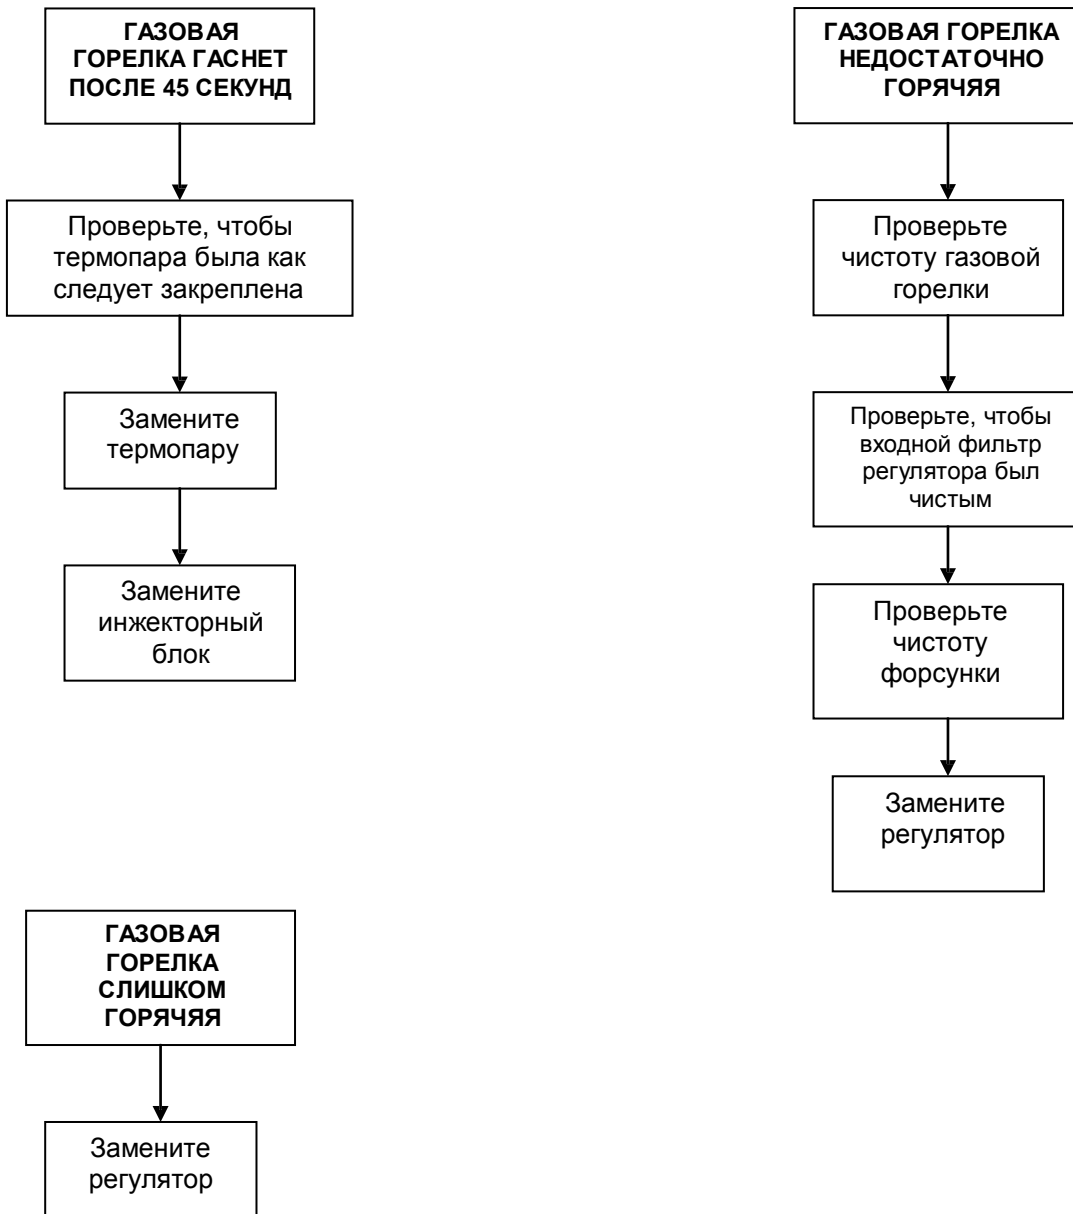 ГАЗОВАЯ
ГОРЕЛКА ГАСНЕТ
ПОСЛЕ 45 СЕКУНД
Проверьте, чтобы
термопара была как
следует закреплена
Замените
термопару
Замените
инжекторный
блок
ГАЗОВАЯ ГОРЕЛКА
НЕДОСТАТОЧНО
ГОРЯЧЯЯ
Проверьте
чистоту газовой
горелки
Проверьте, чтобы
входной фильтр
регулятора был
чистым
Проверьте
чистоту
форсунки
Замените
регулятор
ГАЗОВАЯ
ГОРЕЛКА
СЛИШКОМ
ГОРЯЧЯЯ
Замените
регулятор